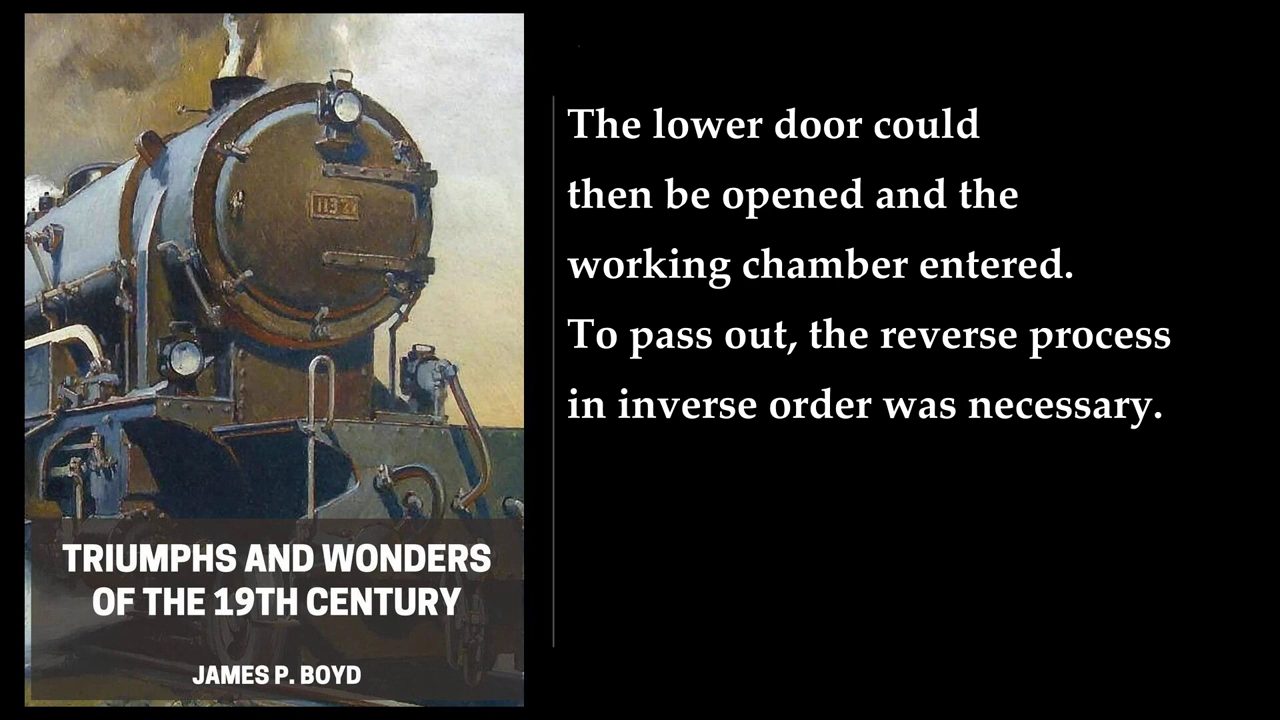 The lower door could
then be opened and the
working chamber entered.
To pass out, the reverse process
in inverse order was necessary.
TRIUMPHS AND WONDERS
OF THE 19TH CENTURY
JAMES P. BOYD